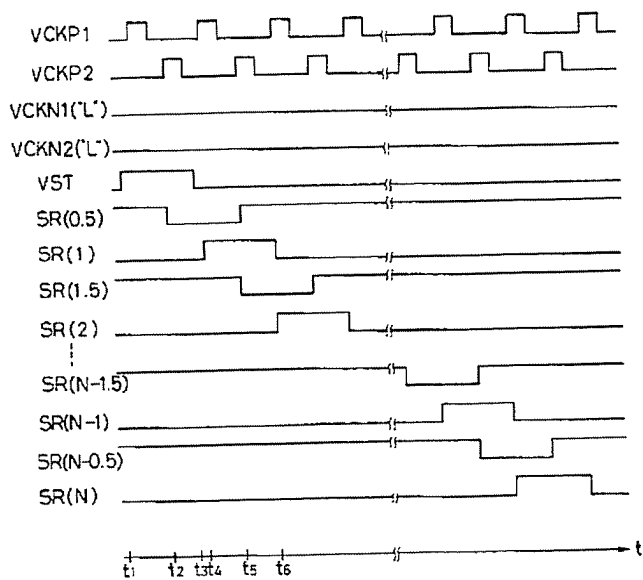 VCKP1
VCKP2
VCKN1("L")
VCKN2("L")
VST
SR(0.5)
SR(1)
SR(1.5)
SR(2)
SR(N-1.5)
SR(N-1)
SR(N-0.5)
SR(N)
t1 t2 t3 t4 t5 t6 t